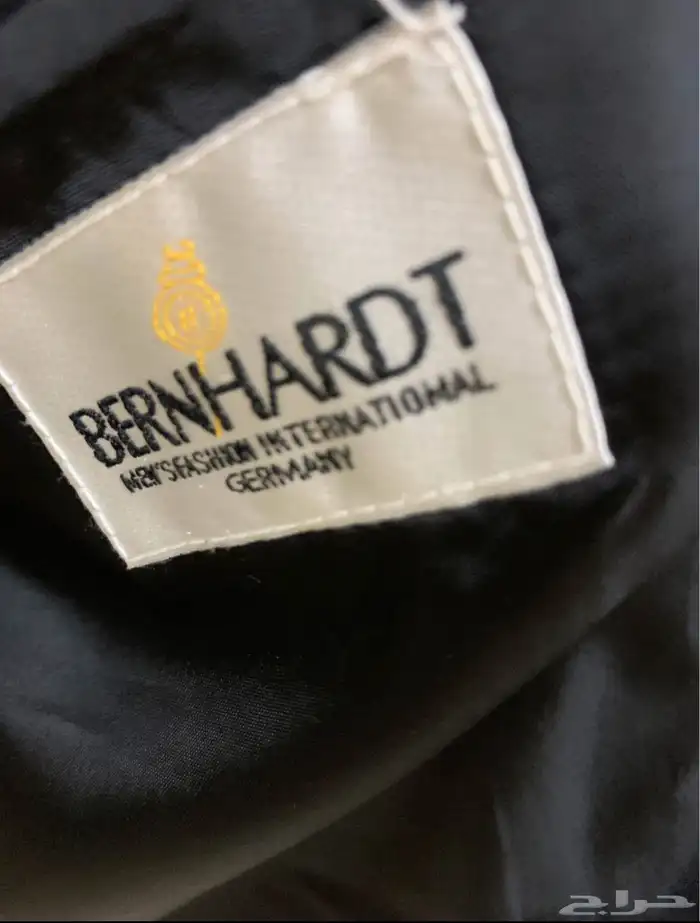 BERNHARDT
MEN'S FASHION INTERNATIONAL
GERMANY
حراج